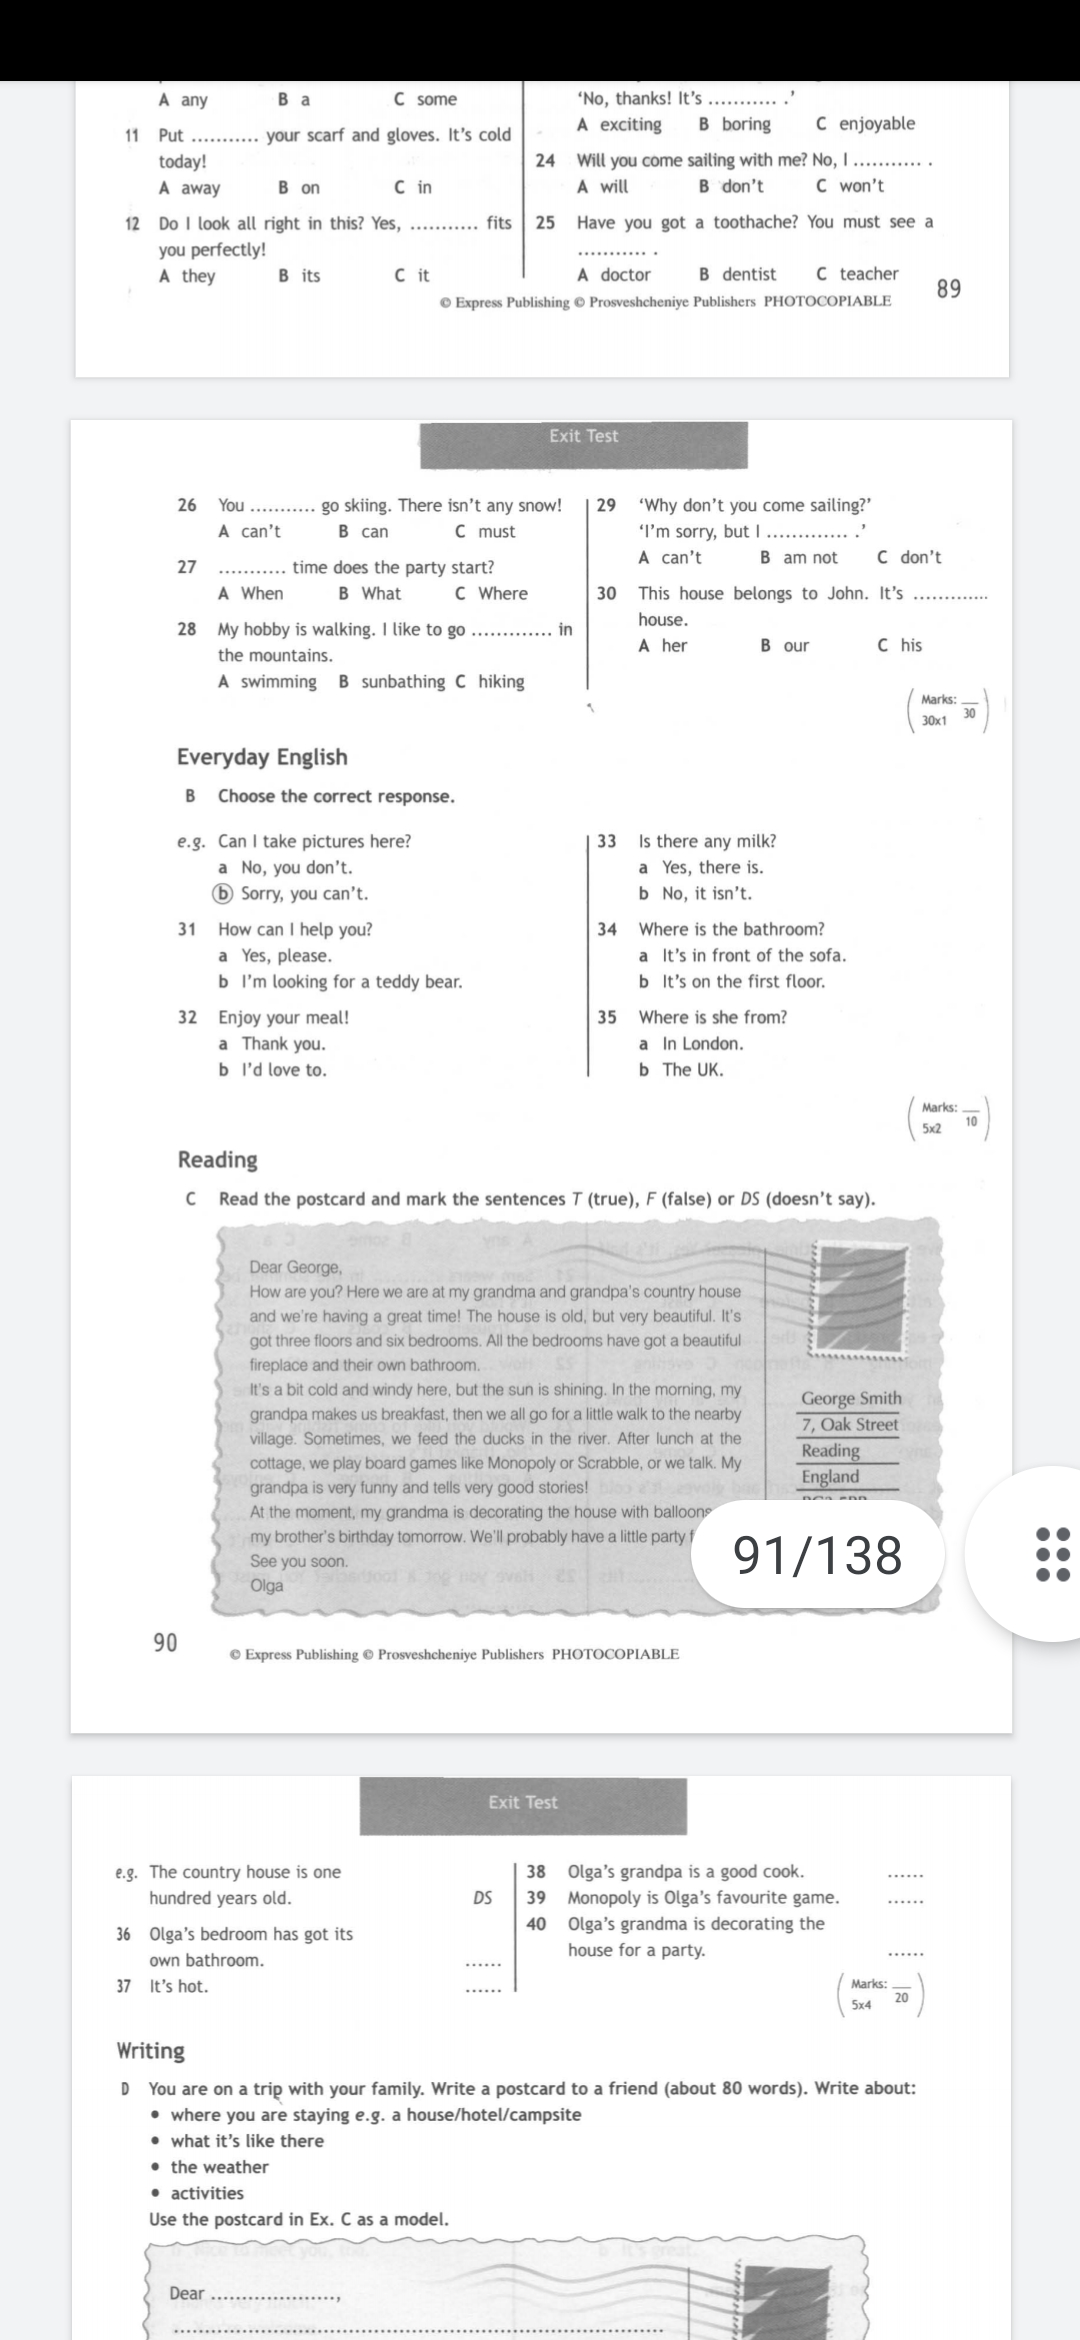 A any B a C some
11 Put ........... your scarf and gloves. It's cold
today!
A away B on C in
12 Do I look all right in this? Yes, ........... fits
you perfectly!
A they B its C it
'No, thanks! It's ........... .'
A exciting B boring C enjoyable
24 Will you come sailing with me? No, I ........... .
A will B don't C won't
25 Have you got a toothache? You must see a
........... .
A doctor B dentist C teacher
89
© Express Publishing © Prosveshcheniye Publishers PHOTOCOPIABLE
Exit Test
26 You ........... go skiing. There isn't any snow!
A can't B can C must
27 ........... time does the party start?
A When B What C Where
28 My hobby is walking. I like to go ............. in
the mountains.
A swimming B sunbathing C hiking
29 'Why don't you come sailing?'
'I'm sorry, but I ............. .'
A can't B am not C don't
30 This house belongs to John. It's .............
house.
A her B our C his
Marks: __
30x1 30
Everyday English
B Choose the correct response.
e.g. Can I take pictures here?
a No, you don't.
b Sorry, you can't.
31 How can I help you?
a Yes, please.
b I'm looking for a teddy bear.
32 Enjoy your meal!
a Thank you.
b I'd love to.
33 Is there any milk?
a Yes, there is.
b No, it isn't.
34 Where is the bathroom?
a It's in front of the sofa.
b It's on the first floor.
35 Where is she from?
a In London.
b The UK.
Marks: __
5x2 10
Reading
C Read the postcard and mark the sentences T (true), F (false) or DS (doesn't say).
Dear George,
How are you? Here we are at my grandma and grandpa's country house
and we're having a great time! The house is old, but very beautiful. It's
got three floors and six bedrooms. All the bedrooms have got a beautiful
fireplace and their own bathroom.
It's a bit cold and windy here, but the sun is shining. In the morning, my
grandpa makes us breakfast, then we all go for a little walk to the nearby
village. Sometimes, we feed the ducks in the river. After lunch at the
cottage, we play board games like Monopoly or Scrabble, or we talk. My
grandpa is very funny and tells very good stories!
At the moment, my grandma is decorating the house with balloons
my brother's birthday tomorrow. We'll probably have a little party
See you soon.
Olga
George Smith
7, Oak Street
Reading
England
91/138
90
© Express Publishing © Prosveshcheniye Publishers PHOTOCOPIABLE
Exit Test
e.g. The country house is one
hundred years old. DS
36 Olga's bedroom has got its
own bathroom. ......
37 It's hot. ......
38 Olga's grandpa is a good cook. ......
39 Monopoly is Olga's favourite game. ......
40 Olga's grandma is decorating the
house for a party. ......
Marks: __
5x4 20
Writing
D You are on a trip with your family. Write a postcard to a friend (about 80 words). Write about:
• where you are staying e.g. a house/hotel/campsite
• what it's like there
• the weather
• activities
Use the postcard in Ex. C as a model.
Dear ....................,